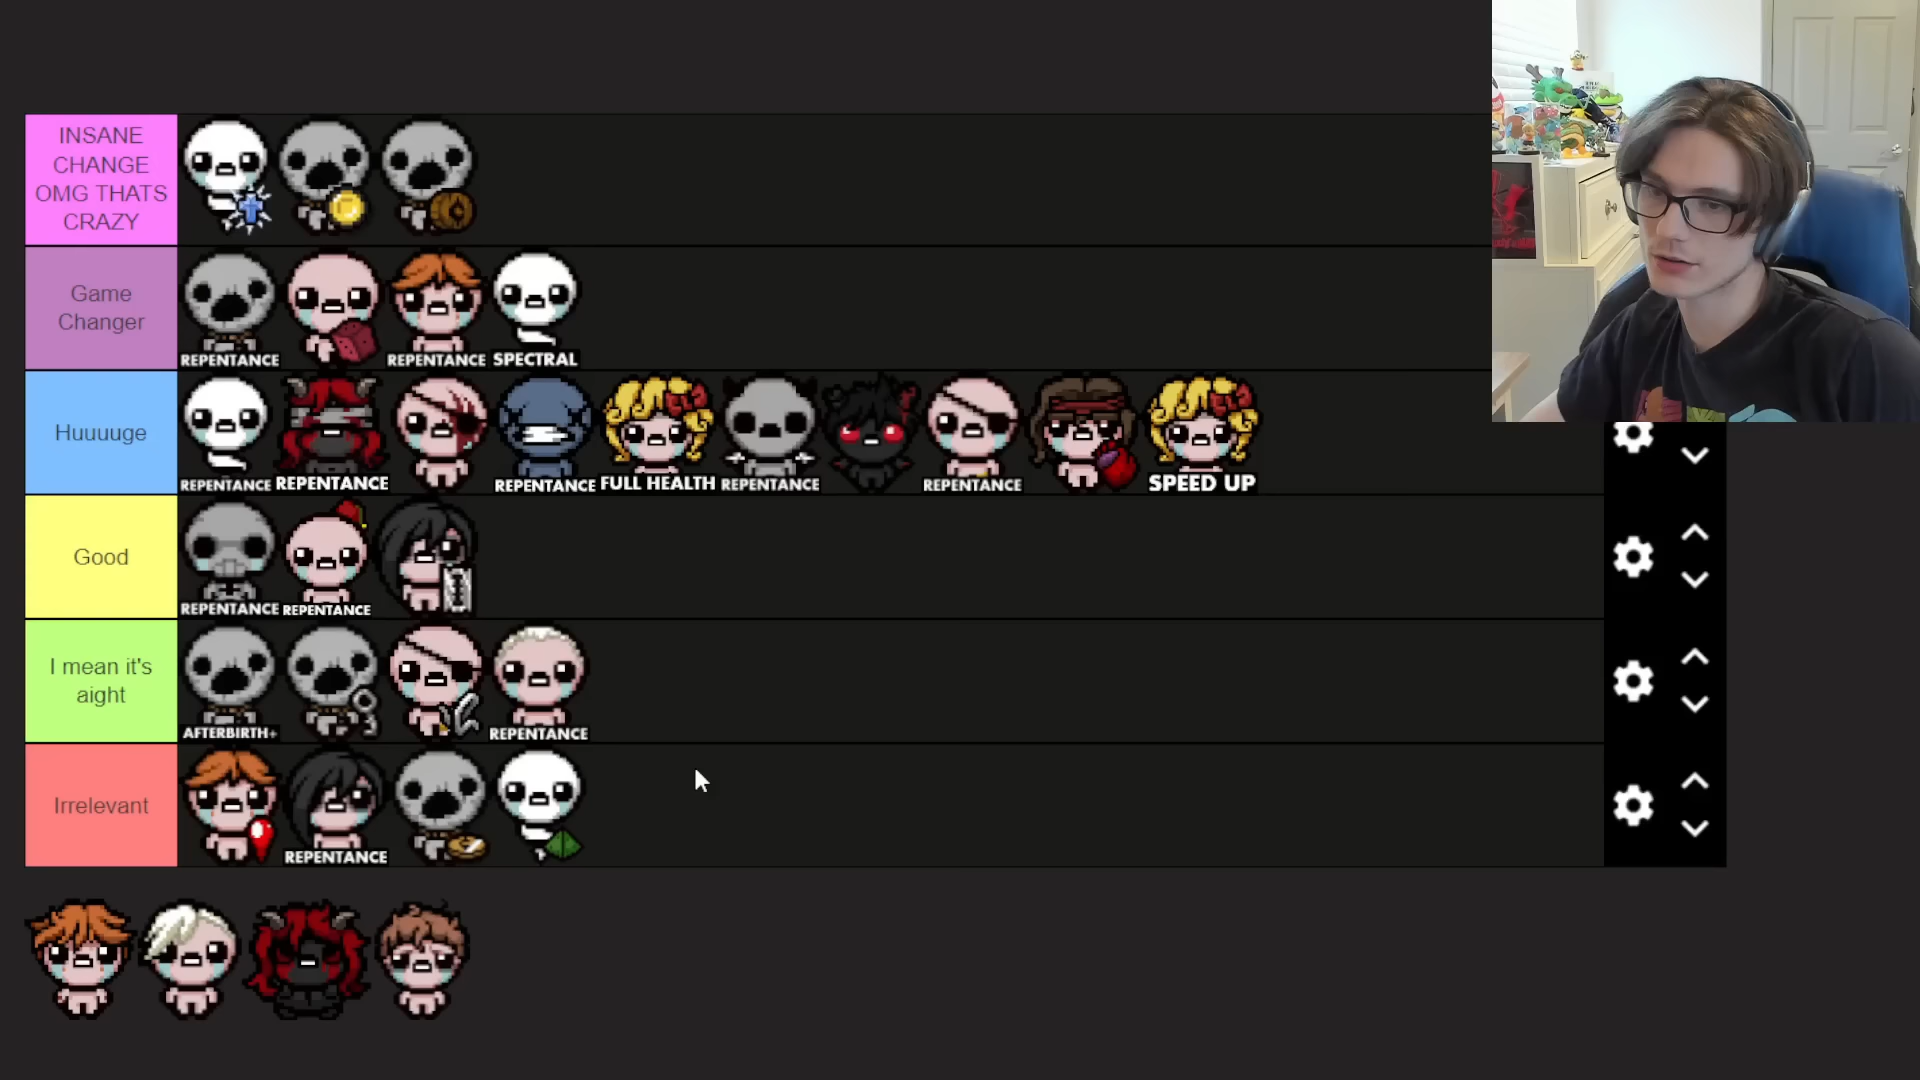 INSANE
CHANGE
OMG THATS
CRAZY
Game
Changer
REPENTANCE
REPENTANCE
SPECTRAL
Huuuuge
REPENTANCE
REPENTANCE
REPENTANCE
FULL HEALTH
REPENTANCE
REPENTANCE
SPEED UP
Good
REPENTANCE
REPENTANCE
I mean it's
aight
AFTERBIRTH+
REPENTANCE
Irrelevant
REPENTANCE